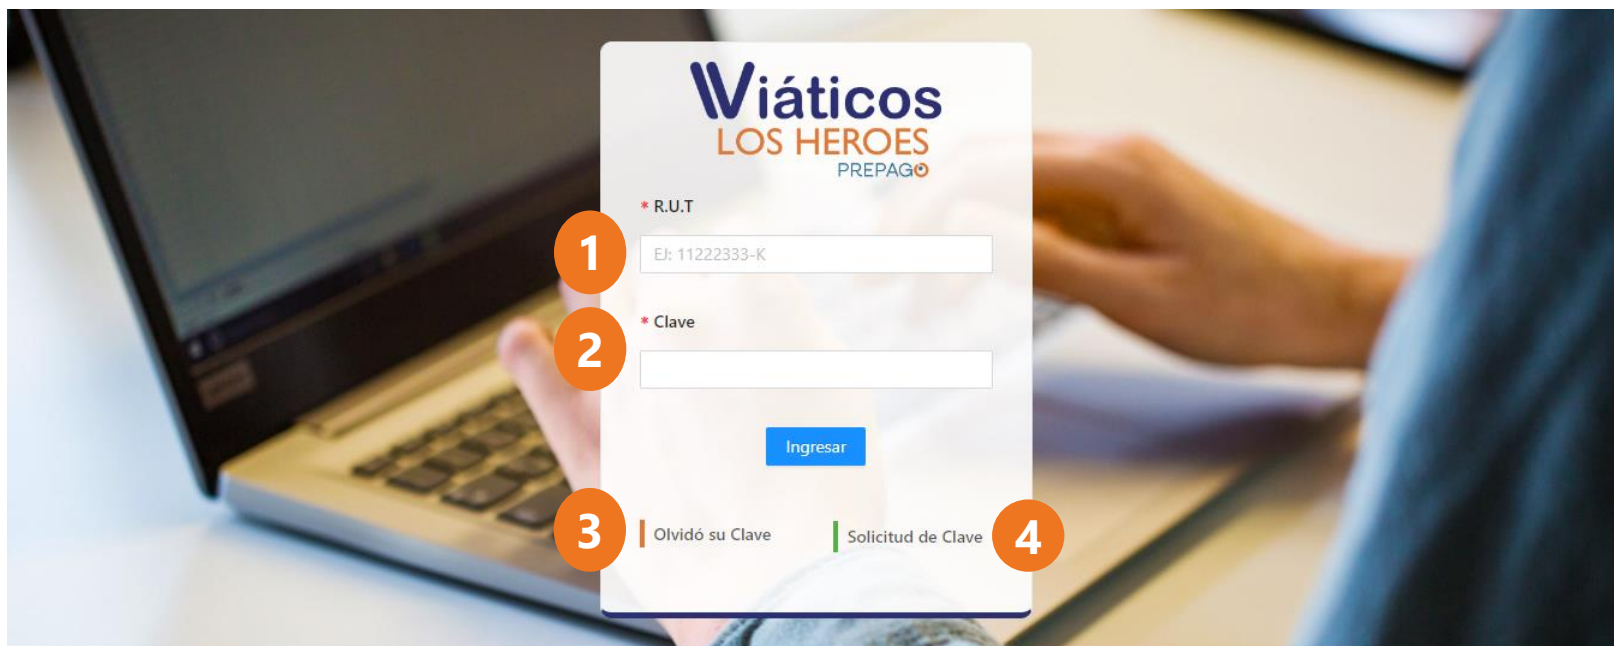 Viáticos
LOS HEROES
PREPAGO
* R.U.T
1
EJ: 11222333-K
* Clave
2
Ingresar
3
Olvidó su Clave
Solicitud de Clave
4